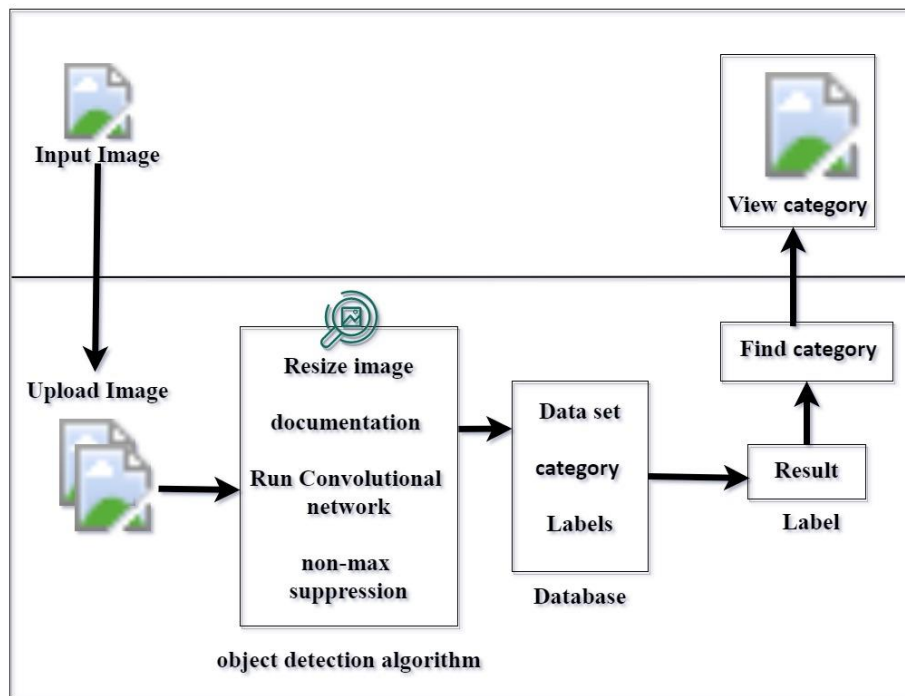 Input Image
View category
Upload Image
Resize image
documentation
Run Convolutional
network
non-max
suppression
object detection algorithm
Data set
category
Labels
Database
Find category
Result
Label